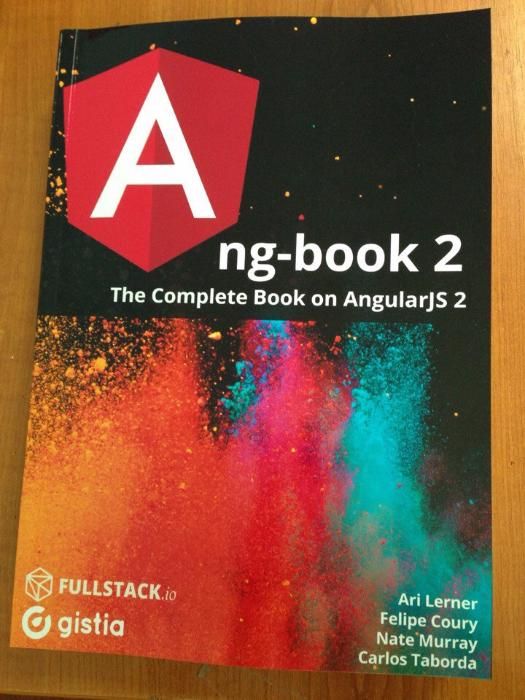 A
ng-book 2
The Complete Book on AngularJS 2
FULLSTACK.io
gistia
Ari Lerner
Felipe Coury
Nate Murray
Carlos Taborda